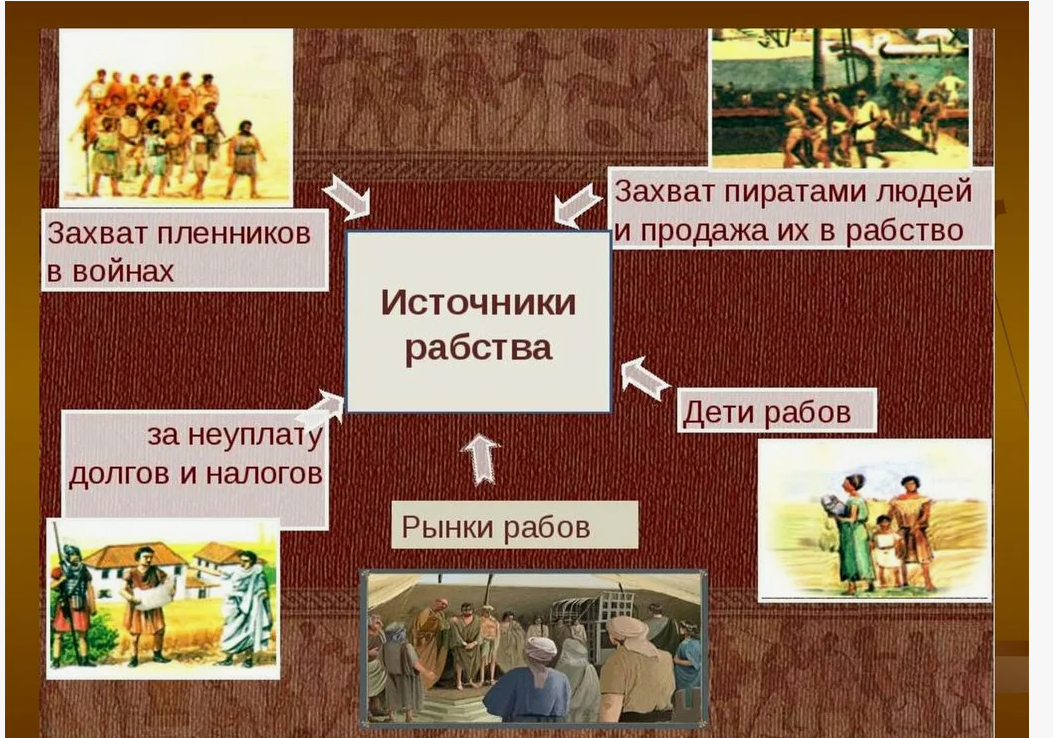 Захват пленников
в войнах
Захват пиратами людей
и продажа их в рабство
Источники
рабства
за неуплату
долгов и налогов
Дети рабов
Рынки рабов